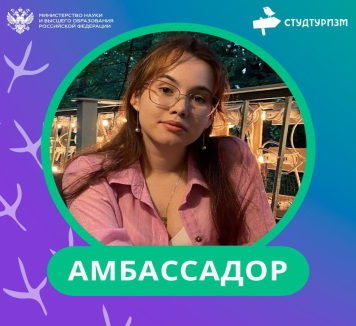 МИНИСТЕРСТВО НАУКИ
И ВЫСШЕГО ОБРАЗОВАНИЯ
РОССИЙСКОЙ ФЕДЕРАЦИИ
СТУДТУРИЗМ
АМБАССАДОР